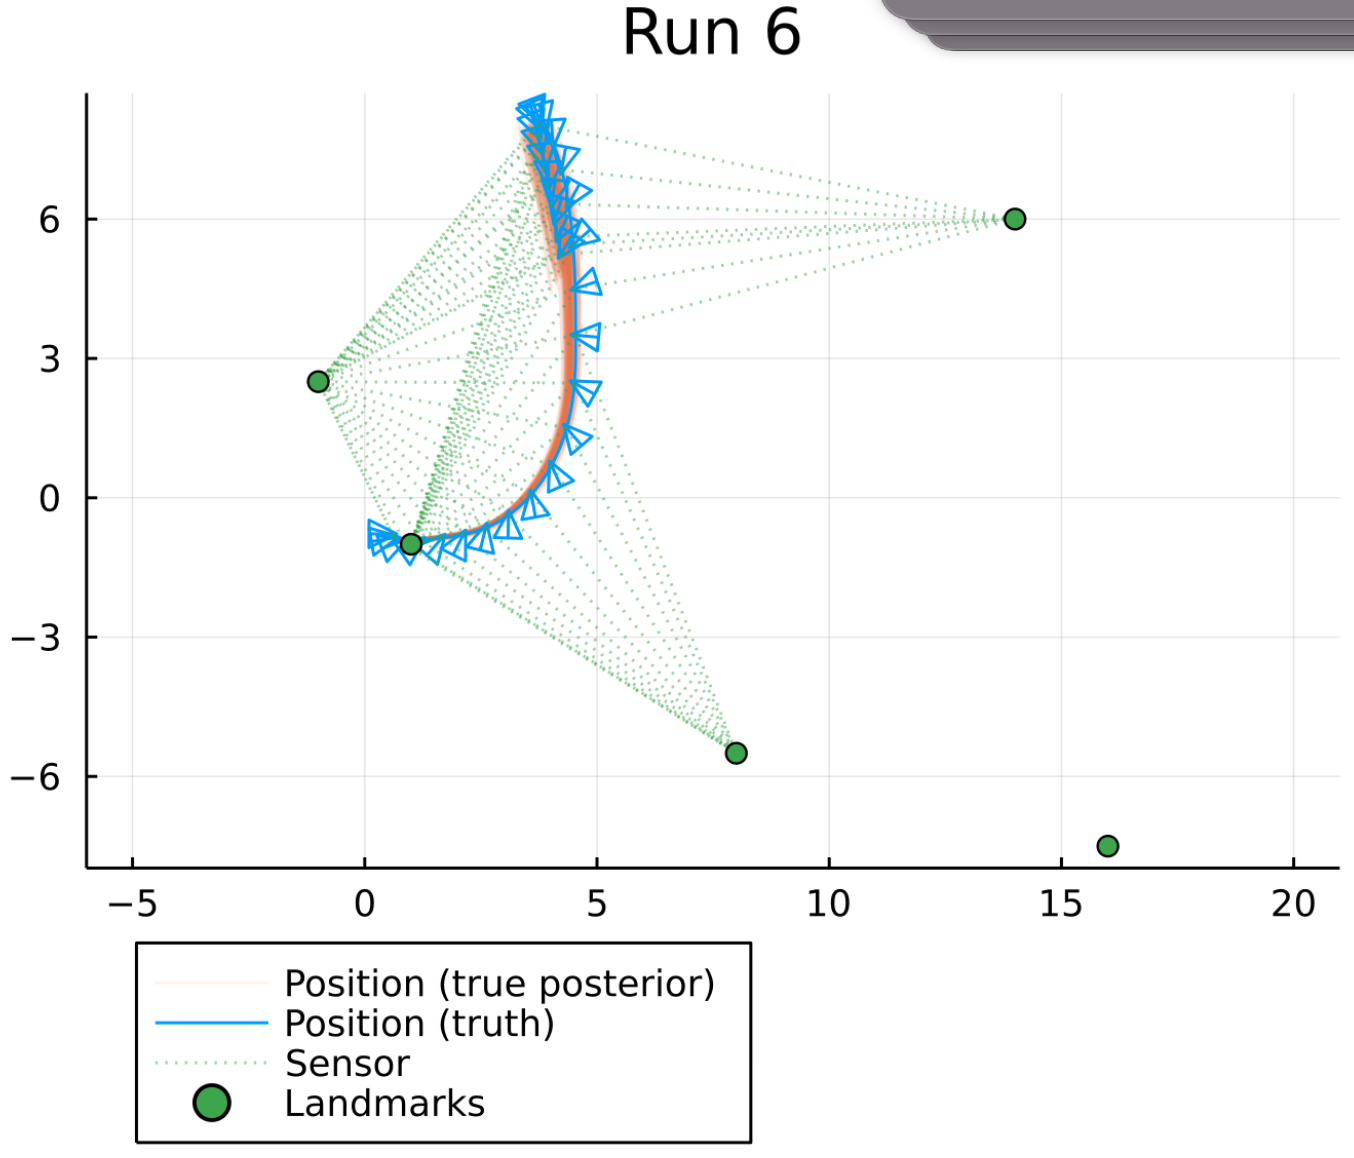 Run 6
6
3
0
−3
−6
−5 0 5 10 15 20
Position (true posterior)
Position (truth)
Sensor
Landmarks